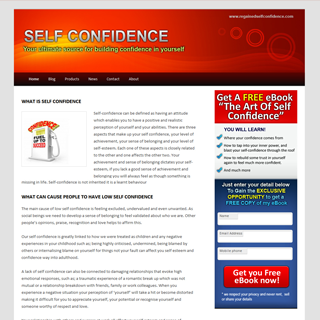 www.regainedselfconfidence.com
SELF CONFIDENCE
Your ultimate source for building confidence in yourself
Home Blog Products News Contact About
WHAT IS SELF CONFIDENCE
Self confidence can be defined as having an attitude
which enables you to have a positive and realistic
perception of yourself and your abilities. There are three
aspects that make up your self confidence, your level of
achievement, your sense of belonging and your level of
self-esteem. Each one of these aspects is closely related
to the other and one affects the other two. Your
achievement and sense of belonging dictates your self-
esteem, if you lack a good sense of achievement and
belonging you will always feel as though something is
missing in life. Self confidence is not inherited it is a learnt behaviour
CONFIDENCE
FUEL
WHAT CAN CAUSE PEOPLE TO HAVE LOW SELF CONFIDENCE
The main cause of low self confidence is feeling excluded, undervalued and even unwanted. As
social beings we need to develop a sense of belonging to feel validated about who we are. Other
people's opinions, praise, recognition and love helps to affirm this.
Our self confidence is greatly linked to how we were treated as children and any negative
experiences in your childhood such as; being highly criticized, undermined, being blamed by
others or internalising blame on yourself for things not your fault can affect you self esteem and
confidence way into adulthood.
A lack of self confidence can also be connected to damaging relationships that evoke high
emotional responses, such as a traumatic experience of a romantic break up which was not
mutual or a relationship breakdown with friends, family or work colleagues. When you
experience a negative situation your perception of 'yourself' will take a hit or become distorted
making it difficult for you to appreciate yourself, your potential or recognise yourself and
someone worthy of respect and love.
Get A FREE eBook
"The Art Of Self
Confidence"
YOU WILL LEARN!
Where your confidence comes from
How to tap into your inner power, and
blast your self confidence through the roof
How to rebuild some trust in yourself
again to feel much more confident.
And much more
Just enter your detail below
To Gain the EXCLUSIVE
OPPORTUNITY to get a
FREE COPY of my eBook
Name
Email Address
Mobile phone
Get you Free
eBook now!
* we respect your privacy and never rent, sell
or share your details